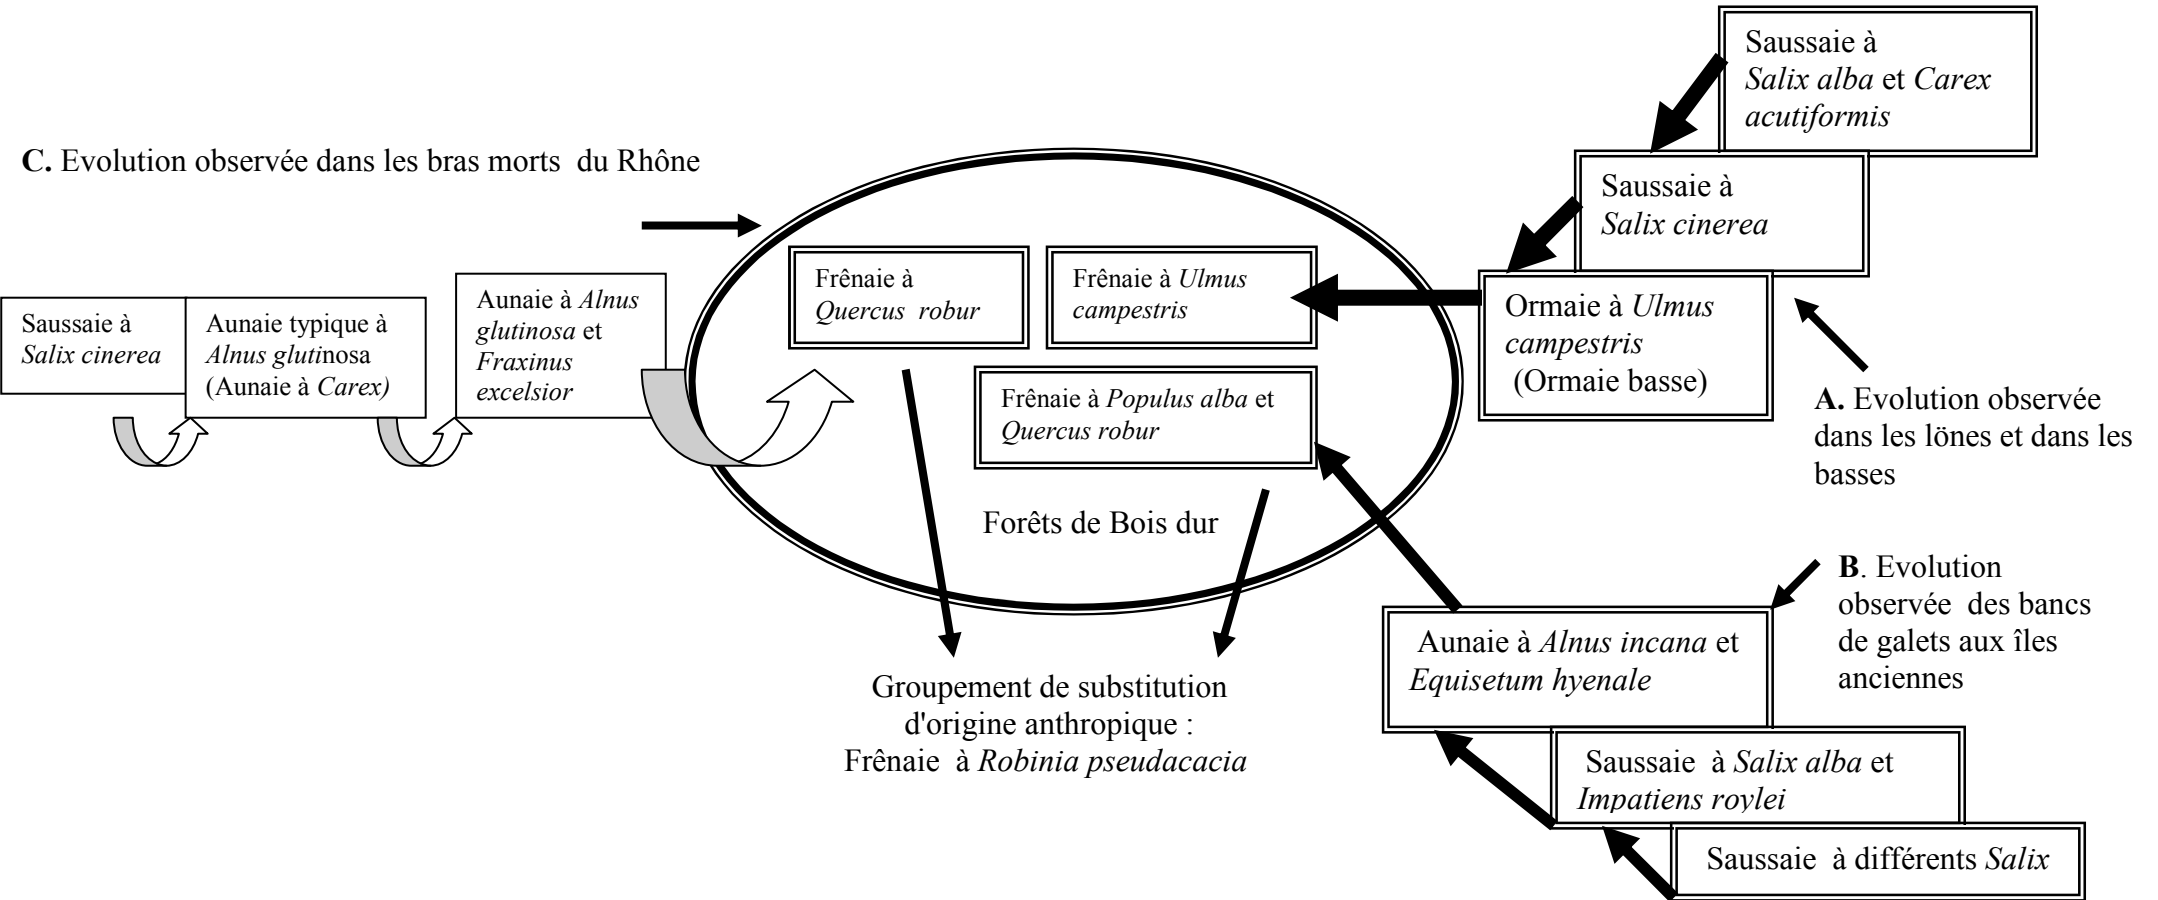 Saussaie à
Salix alba et Carex
acutiformis
C. Evolution observée dans les bras morts du Rhône
Saussaie à
Salix cinerea
Saussaie à
Salix cinerea
Aunaie typique à
Alnus glutinosa
(Aunaie à Carex)
Aunaie à Alnus
glutinosa et
Fraxinus
excelsior
Frênaie à
Quercus robur
Frênaie à Ulmus
campestris
Frênaie à Populus alba et
Quercus robur
Forêts de Bois dur
Ormaie à Ulmus
campestris
(Ormaie basse)
A. Evolution observée
dans les lönes et dans les
basses
B. Evolution
observée des bancs
de galets aux îles
anciennes
Aunaie à Alnus incana et
Equisetum hyenale
Saussaie à Salix alba et
Impatiens roylei
Saussaie à différents Salix
Groupement de substitution
d'origine anthropique :
Frênaie à Robinia pseudacacia